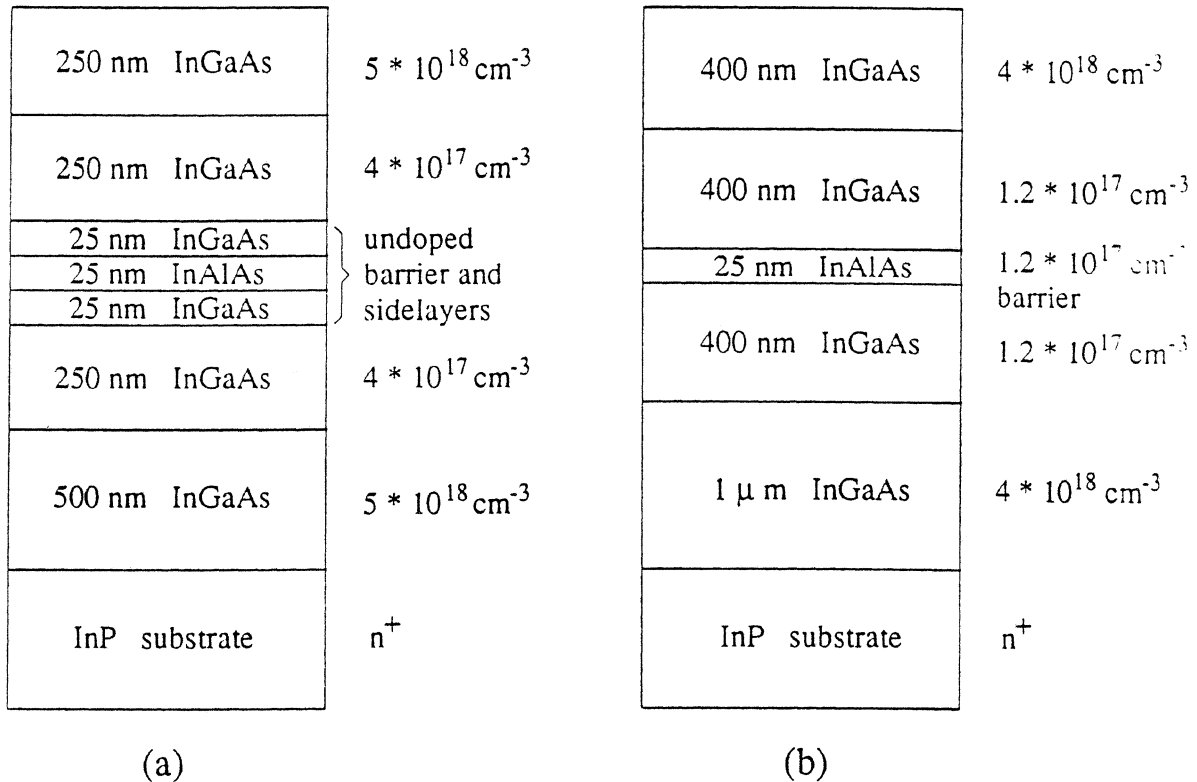 250 nm InGaAs 5 * 10^18 cm^-3
250 nm InGaAs 4 * 10^17 cm^-3
25 nm InGaAs
25 nm InAlAs
25 nm InGaAs
undoped
barrier and
sidelayers
250 nm InGaAs 4 * 10^17 cm^-3
500 nm InGaAs 5 * 10^18 cm^-3
InP substrate n^+
(a)
400 nm InGaAs 4 * 10^18 cm^-3
400 nm InGaAs 1.2 * 10^17 cm^-3
25 nm InAlAs 1.2 * 10^17 cm^-
barrier
400 nm InGaAs 1.2 * 10^17 cm^-3
1 μ m InGaAs 4 * 10^18 cm^-3
InP substrate n^+
(b)